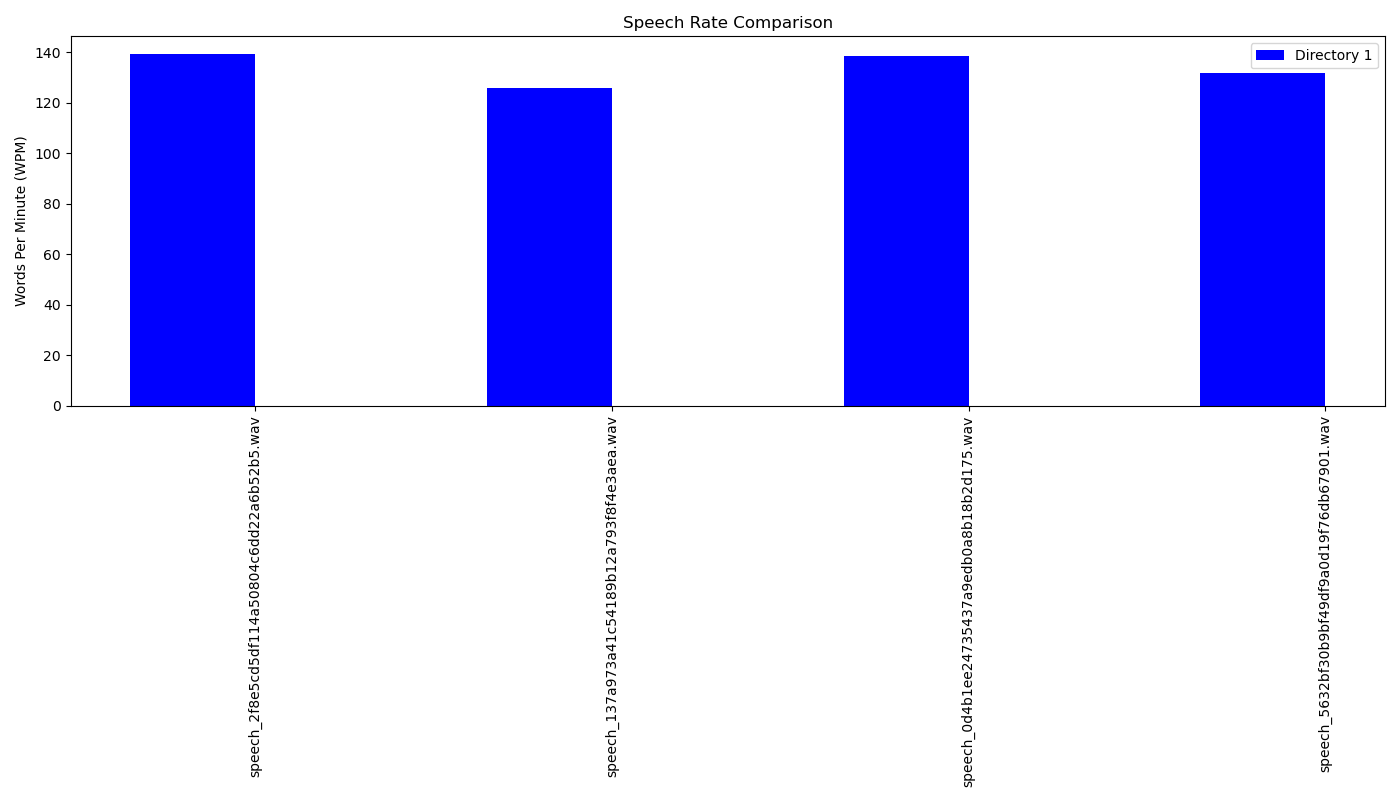 Speech Rate Comparison
Directory 1
Words Per Minute (WPM)
140
120
100
80
60
40
20
0
speech_2f8e5cd5df114a50804c6dd22a6b52b5.wav
speech_137a973a41c54189b12a793f8f4e3aea.wav
speech_0d4b1ee24735437a9edb0a8b18b2d175.wav
speech_5632bf30b9bf49df9a0d19f76db67901.wav